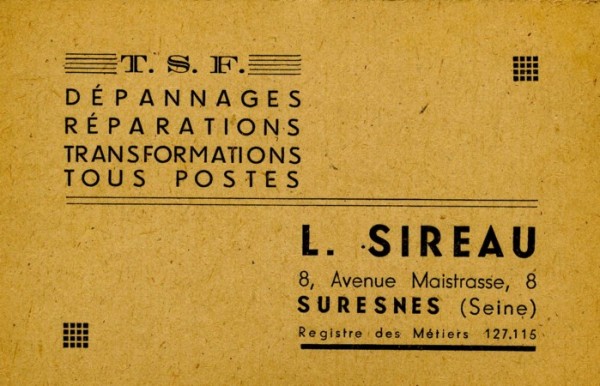 T. S. F.
DÉPANNAGES
RÉPARATIONS
TRANSFORMATIONS
TOUS POSTES
L. SIREAU
8, Avenue Maistrasse, 8
SURESNES (Seine)
Registre des Métiers 127.115